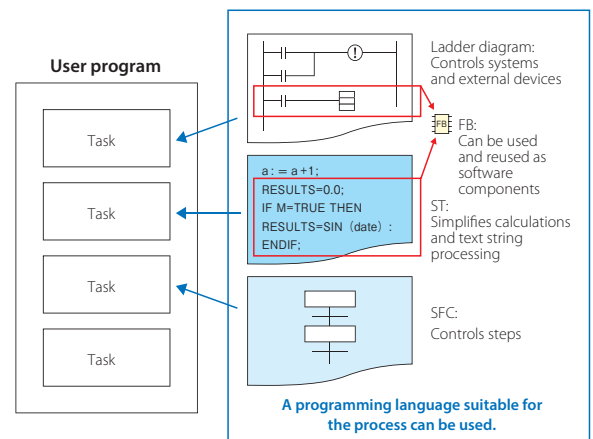 User program
Task
Task
Task
Task
Ladder diagram:
Controls systems
and external devices
FB
FB:
Can be used
and reused as
software
components
a : = a +1;
RESULTS=0.0;
IF M=TRUE THEN
RESULTS=SIN (date) :
ENDIF;
ST:
Simplifies calculations
and text string
processing
SFC:
Controls steps
A programming language suitable for
the process can be used.